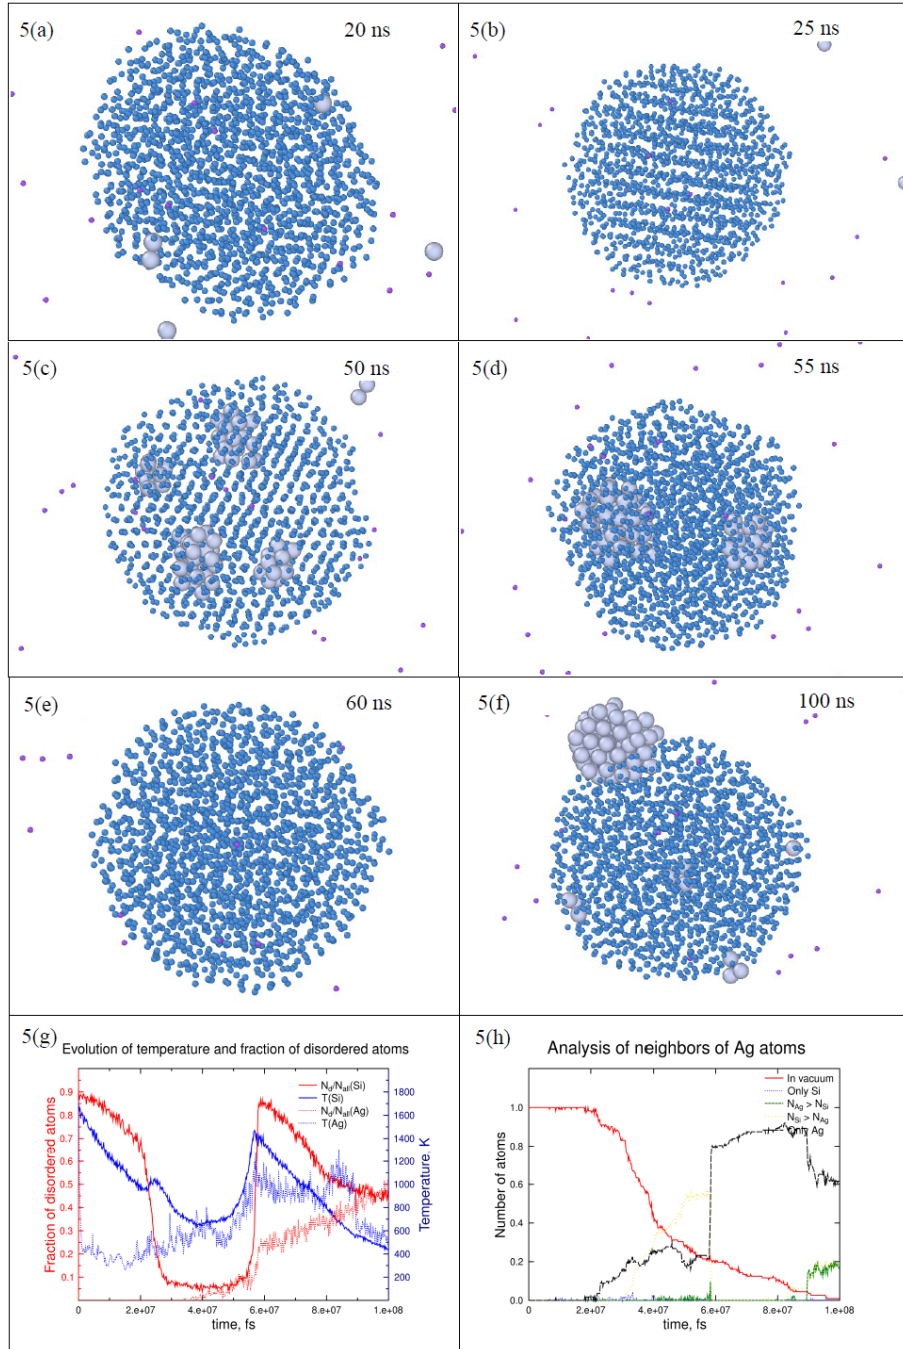 5(a) 20 ns
5(b) 25 ns
5(c) 50 ns
5(d) 55 ns
5(e) 60 ns
5(f) 100 ns
5(g)
Evolution of temperature and fraction of disordered atoms
N_d/N_all(Si)
T(Si)
N_d/N_all(Ag)
T(Ag)
Fraction of disordered atoms
0.9
0.8
0.7
0.6
0.5
0.4
0.3
0.2
0.1
1800
1600
1400
1200
1000
800
600
400
200
Temperature, K
0 2.e+07 4.e+07 6.e+07 8.e+07 1.e+08
time, fs
5(h)
Analysis of neighbors of Ag atoms
In vacuum
Only Si
N_Ag > N_Si
N_Si > N_Ag
Only Ag
Number of atoms
1.0
0.8
0.6
0.4
0.2
0.0
0 2.e+07 4.e+07 6.e+07 8.e+07 1.e+08
time, fs